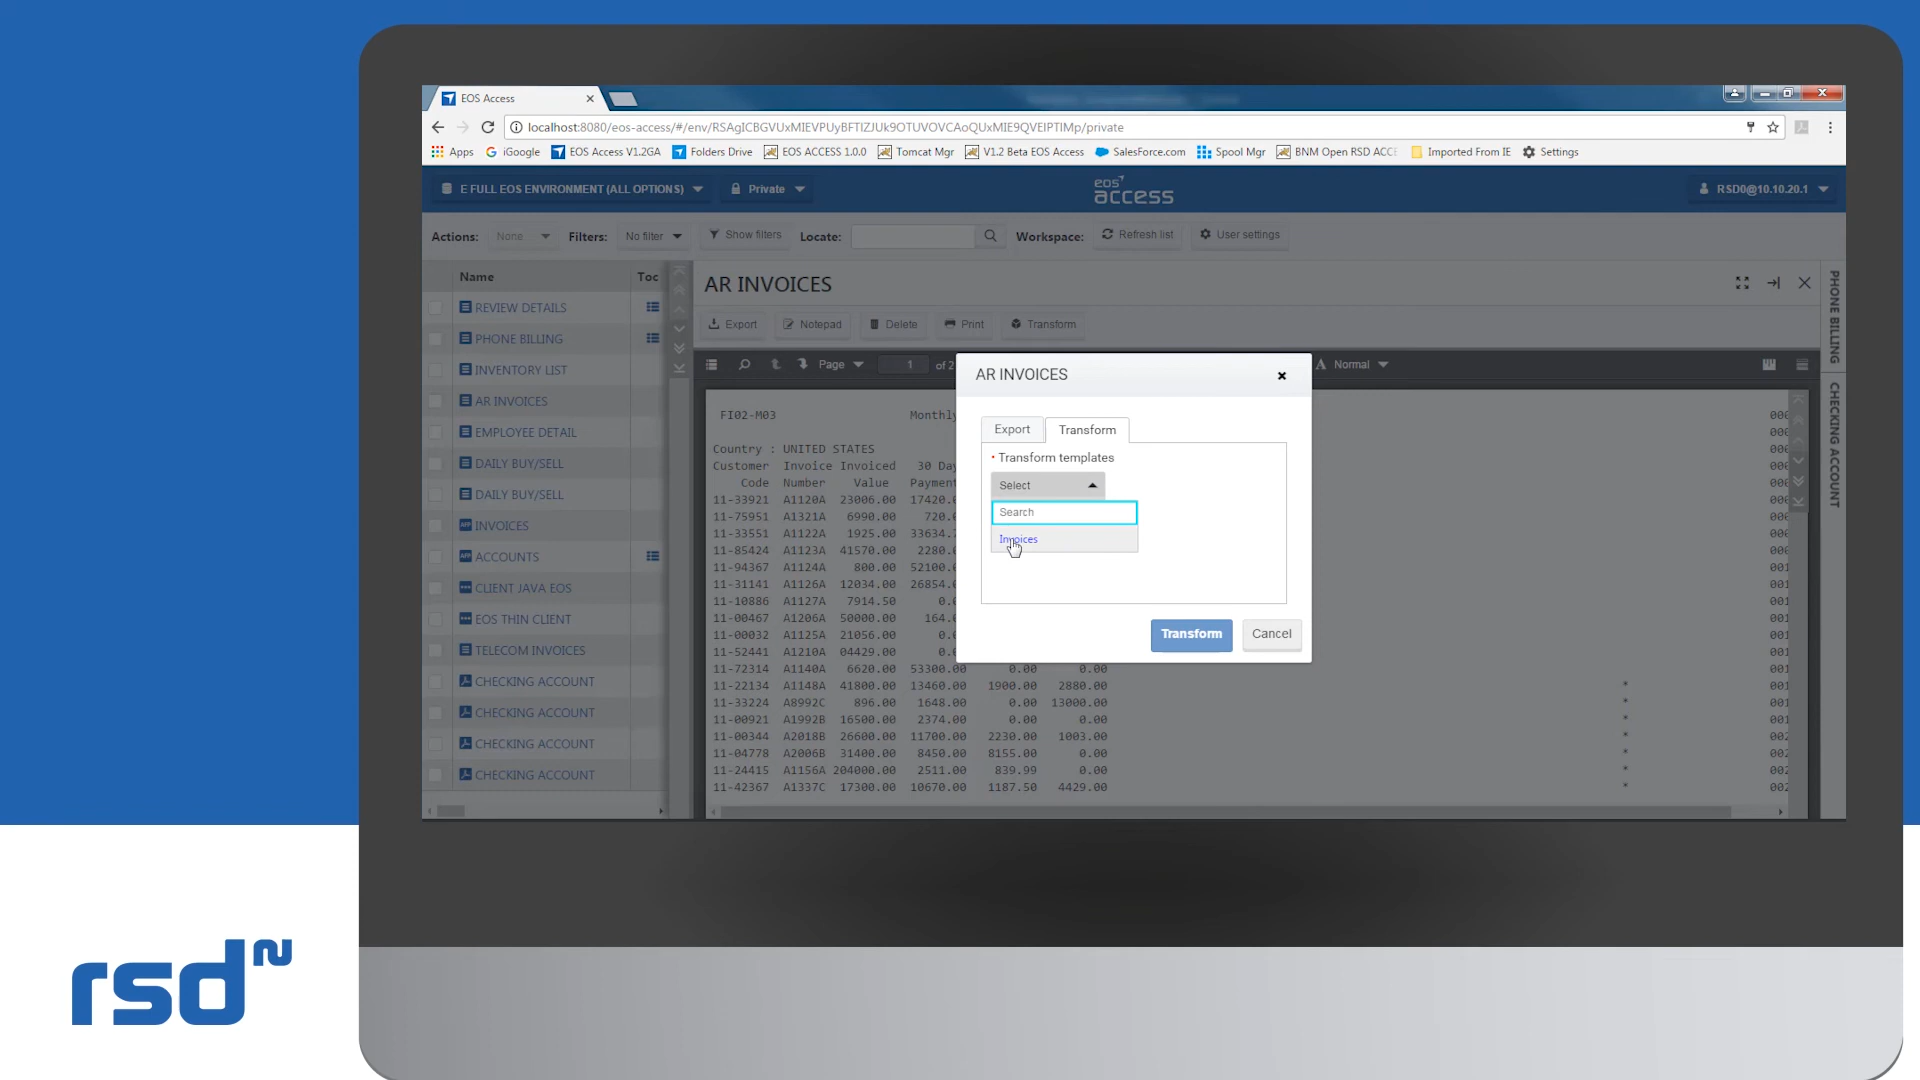 EOS Access
localhost:8080/eos-access/#/env/RSAgICBGVUxMIEVPUyBFTlZJUk9OTUVOVCAoQUxMIE9QVElPTlMp/private
Apps iGoogle EOS Access V1.2GA Folders Drive EOS ACCESS 1.0.0 Tomcat Mgr V1.2 Beta EOS Access SalesForce.com Spool Mgr BNM Open RSD ACCE Imported From IE Settings
E FULL EOS ENVIRONMENT (ALL OPTIONS) Private eos access RSD0@10.10.20.1
Actions: None Filters: No filter Show filters Locate: Workspace: Refresh list User settings
Name Toc
REVIEW DETAILS
PHONE BILLING
INVENTORY LIST
AR INVOICES
EMPLOYEE DETAIL
DAILY BUY/SELL
DAILY BUY/SELL
INVOICES
ACCOUNTS
CLIENT JAVA EOS
EOS THIN CLIENT
TELECOM INVOICES
CHECKING ACCOUNT
CHECKING ACCOUNT
CHECKING ACCOUNT
CHECKING ACCOUNT
AR INVOICES
Export Notepad Delete Print Transform
Page 1 of 2 Normal
FI02-M03 Monthly
Country : UNITED STATES
Customer Invoice Invoiced 30 Da
Code Number Value Paymen
11-33921 A1120A 23006.00 17420.
11-75951 A1321A 6990.00 720.
11-33551 A1122A 1925.00 33634.
11-85424 A1123A 41570.00 2280.
11-94367 A1124A 800.00 52100.
11-31141 A1126A 12034.00 26854.
11-10886 A1127A 7914.50 0.
11-00467 A1206A 50000.00 164.
11-00032 A1125A 21056.00 0.
11-52441 A1210A 04429.00 0.
11-72314 A1140A 6620.00 53300.00 0.00 0.00
11-22134 A1148A 41800.00 13460.00 1900.00 2880.00 * 001
11-33224 A8992C 896.00 1648.00 0.00 13000.00 * 001
11-00921 A1992B 16500.00 2374.00 0.00 0.00 * 001
11-00344 A2018B 26600.00 11700.00 2230.00 1003.00 * 002
11-04778 A2006B 31400.00 8450.00 8155.00 0.00 * 002
11-24415 A1156A 204000.00 2511.00 839.99 0.00 * 002
11-42367 A1337C 17300.00 10670.00 1187.50 4429.00 * 002
AR INVOICES
Export Transform
* Transform templates
Select
Search
Invoices
Transform Cancel
PHONE BILLING
CHECKING ACCOUNT
rsd